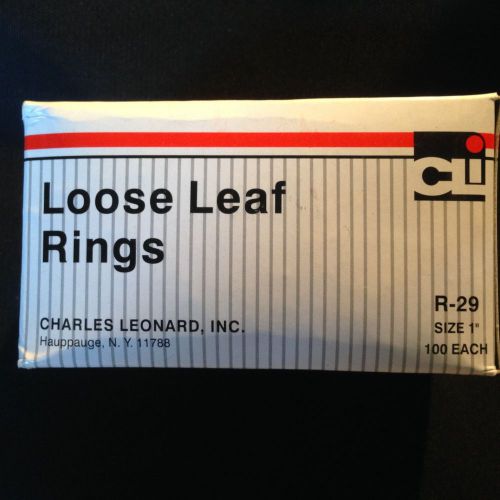 CLi
Loose Leaf
Rings
CHARLES LEONARD, INC.
Hauppauge, N. Y. 11788
R-29
SIZE 1"
100 EACH